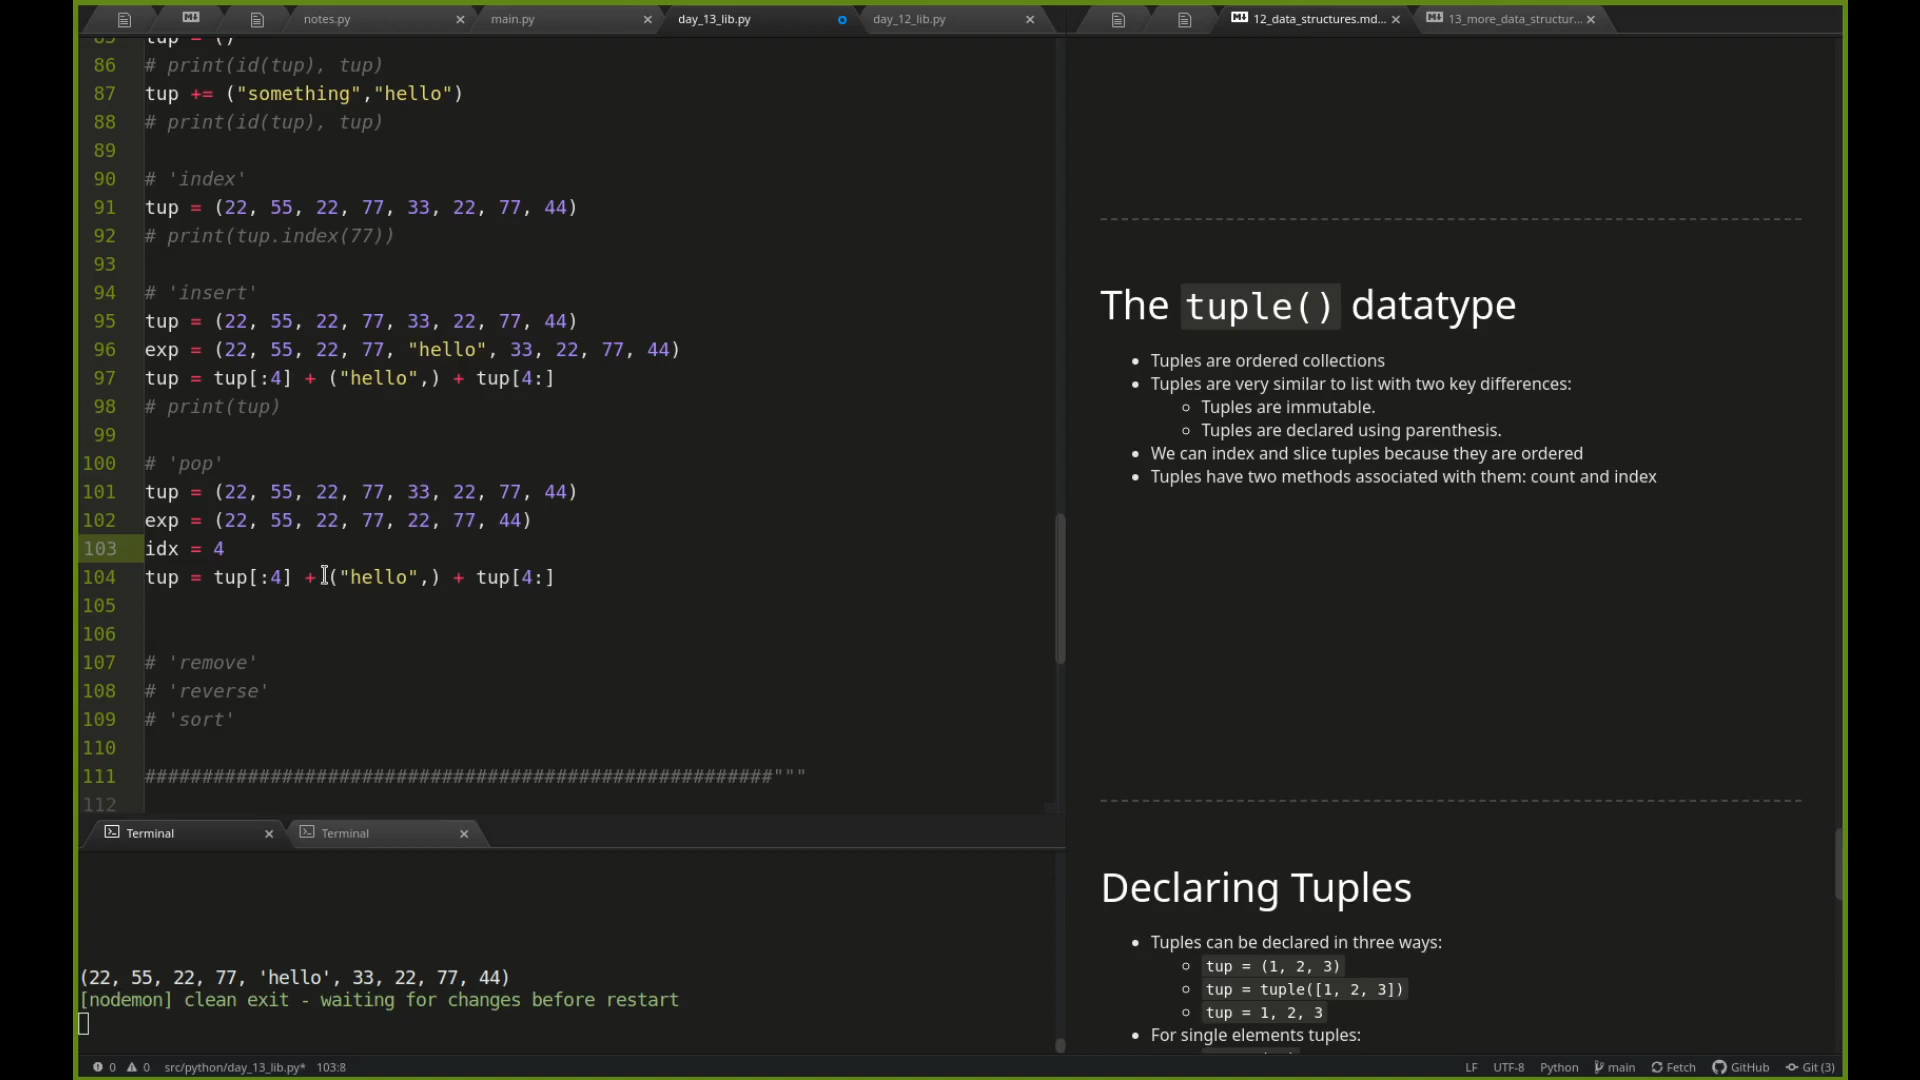 notes.py
main.py
day_13_lib.py
day_12_lib.py
12_data_structures.md...
13_more_data_structur...
85 tup = ()
86 # print(id(tup), tup)
87 tup += ("something","hello")
88 # print(id(tup), tup)
89
90 # 'index'
91 tup = (22, 55, 22, 77, 33, 22, 77, 44)
92 # print(tup.index(77))
93
94 # 'insert'
95 tup = (22, 55, 22, 77, 33, 22, 77, 44)
96 exp = (22, 55, 22, 77, "hello", 33, 22, 77, 44)
97 tup = tup[:4] + ("hello",) + tup[4:]
98 # print(tup)
99
100 # 'pop'
101 tup = (22, 55, 22, 77, 33, 22, 77, 44)
102 exp = (22, 55, 22, 77, 22, 77, 44)
103 idx = 4
104 tup = tup[:4] + ("hello",) + tup[4:]
105
106
107 # 'remove'
108 # 'reverse'
109 # 'sort'
110
111 #######################################################"""
112
Terminal
Terminal
(22, 55, 22, 77, 'hello', 33, 22, 77, 44)
[nodemon] clean exit - waiting for changes before restart
The tuple() datatype
Tuples are ordered collections
Tuples are very similar to list with two key differences:
Tuples are immutable.
Tuples are declared using parenthesis.
We can index and slice tuples because they are ordered
Tuples have two methods associated with them: count and index
Declaring Tuples
Tuples can be declared in three ways:
tup = (1, 2, 3)
tup = tuple([1, 2, 3])
tup = 1, 2, 3
For single elements tuples:
0 0 src/python/day_13_lib.py* 103:8
LF UTF-8 Python main Fetch GitHub Git (3)